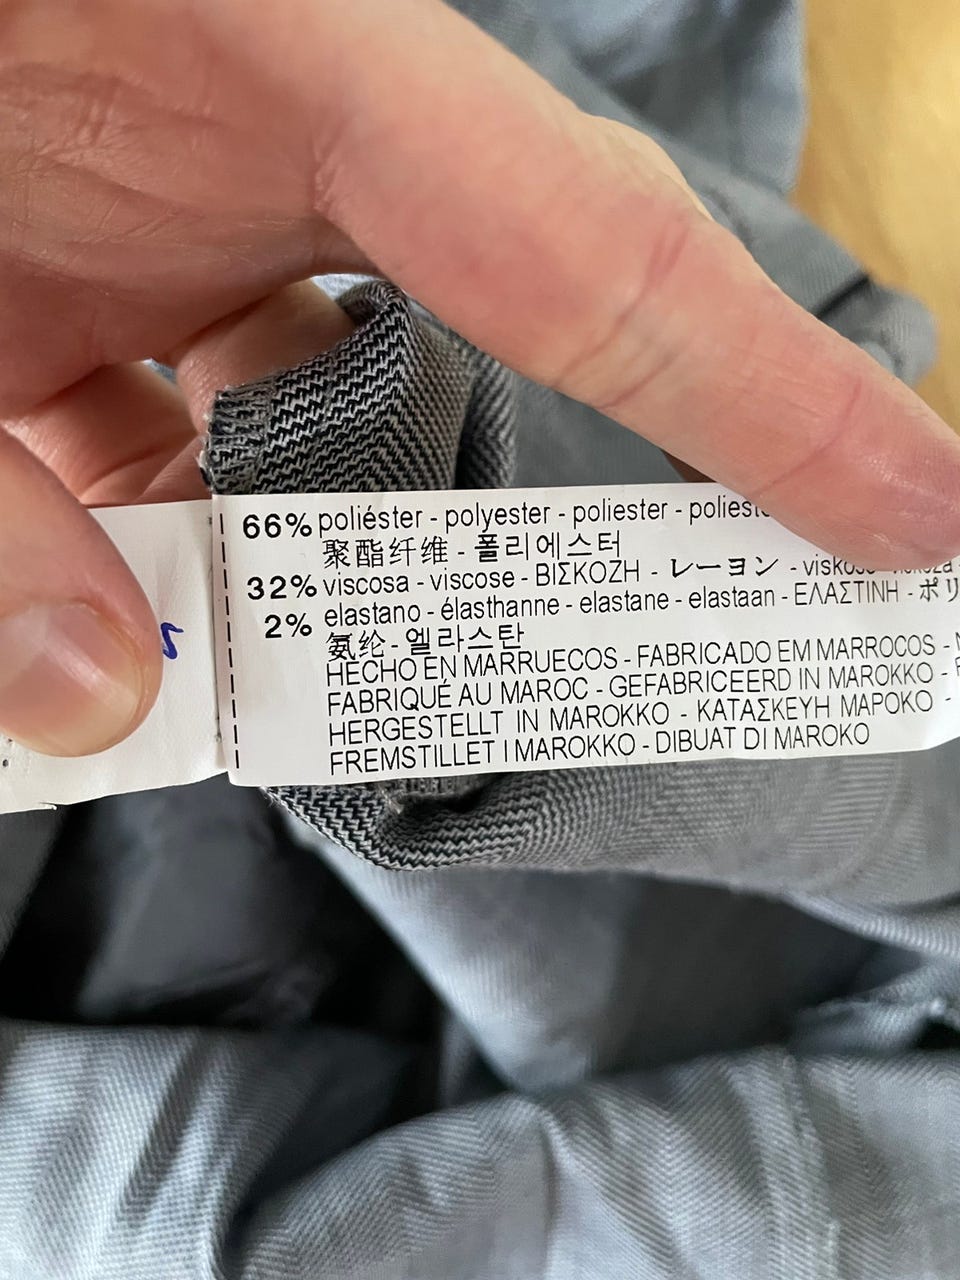 66% poliéster - polyester - poliester -
聚酯纤维 - 폴리에스터
32% viscosa - viscose - ΒΙΣΚΟΖΗ - レーヨン -
2% elastano - élasthanne - elastane - elastaan - ΕΛΑΣΤΙΝΗ -
氨纶 - 엘라스탄
HECHO EN MARRUECOS - FABRICADO EM MARROCOS -
FABRIQUÉ AU MAROC - GEFABRICEERD IN MAROKKO -
HERGESTELLT IN MAROKKO - ΚΑΤΑΣΚΕΥΗ ΜΑΡΟΚΟ -
FREMSTILLET I MAROKKO - DIBUAT DI MAROKO